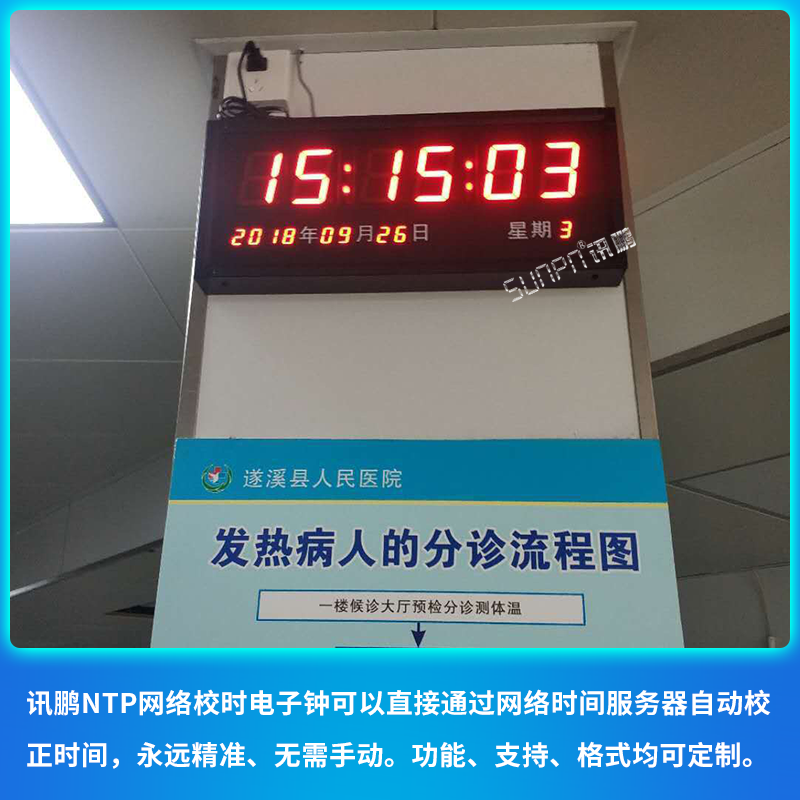 15:15:03
2018年09月26日 星期3
SUNPN®讯鹏
遂溪县人民医院
发热病人的分诊流程图
一楼候诊大厅预检分诊测体温
讯鹏NTP网络校时电子钟可以直接通过网络时间服务器自动校
正时间，永远精准、无需手动。功能、支持、格式均可定制。